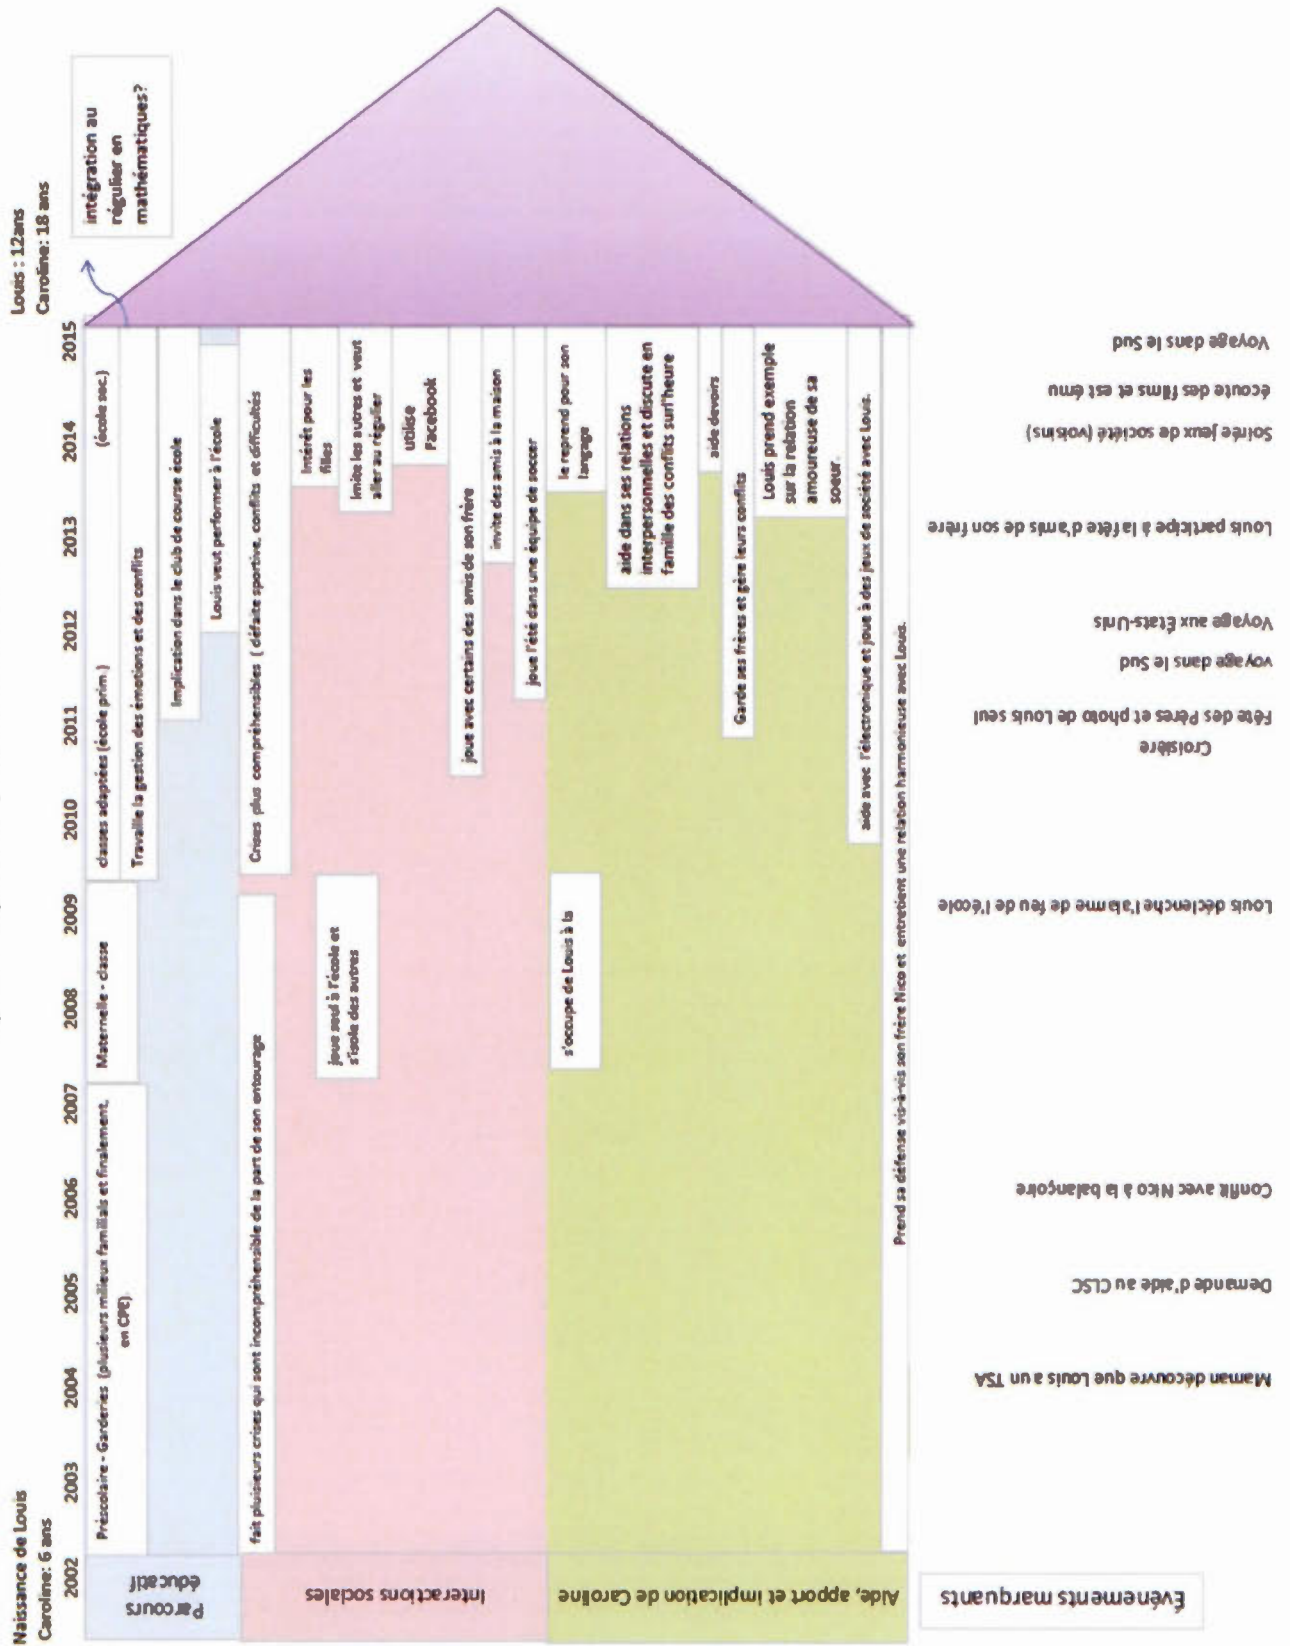 Naissance de Louis
Caroline: 6 ans
Louis : 12ans
Caroline: 18 ans
2002
2003
2004
2005
2006
2007
2008
2009
2010
2011
2012
2013
2014
2015
intégration au
régulier en
mathématiques?
Parcours
éducatif
Préscolaire - Garderies (plusieurs milieux familials et finalement,
en CPE).
Maternelle - classe
classes adaptées (école prim.)
(école sec.)
Travaille la gestion des émotions et des conflits
Implication dans le club de course école
Louis veut performer à l'école
Interactions sociales
fait plusieurs crises qui sont incompréhensible de la part de son entourage
Crises plus compréhensibles ( défaite sportive, conflits et difficultés
joue seul à l'école et
s'isole des autres
Intérêt pour les
filles
Imite les autres et veut
aller au régulier
utilise
Facebook
joue avec certains des amis de son frère
invite des amis à la maison
joue l'été dans une équipe de soccer
Aide, apport et implication de Caroline
s'occupe de Louis à la
le reprend pour son
langage
aide dans ses relations
interpersonnelles et discute en
famille des conflits sur l'heure
aide devoirs
Garde ses frères et gère leurs conflits
Louis prend exemple
sur la relation
amoureuse de sa
soeur.
aide avec l'électronique et joue à des jeux de société avec Louis.
Prend sa défense vis-à-vis son frère Nico et entretient une relation harmonieuse avec Louis.
Événements marquants
Maman découvre que Louis a un TSA
Demande d'aide au CLSC
Conflit avec Nico à la balançoire
Louis déclenche l'alarme de feu de l'école
Croisière
Fête des Pères et photo de Louis seul
voyage dans le Sud
Voyage aux États-Unis
Louis participe à la fête d'amis de son frère
Soirée jeux de société (voisins)
écoute des films et est ému
Voyage dans le Sud